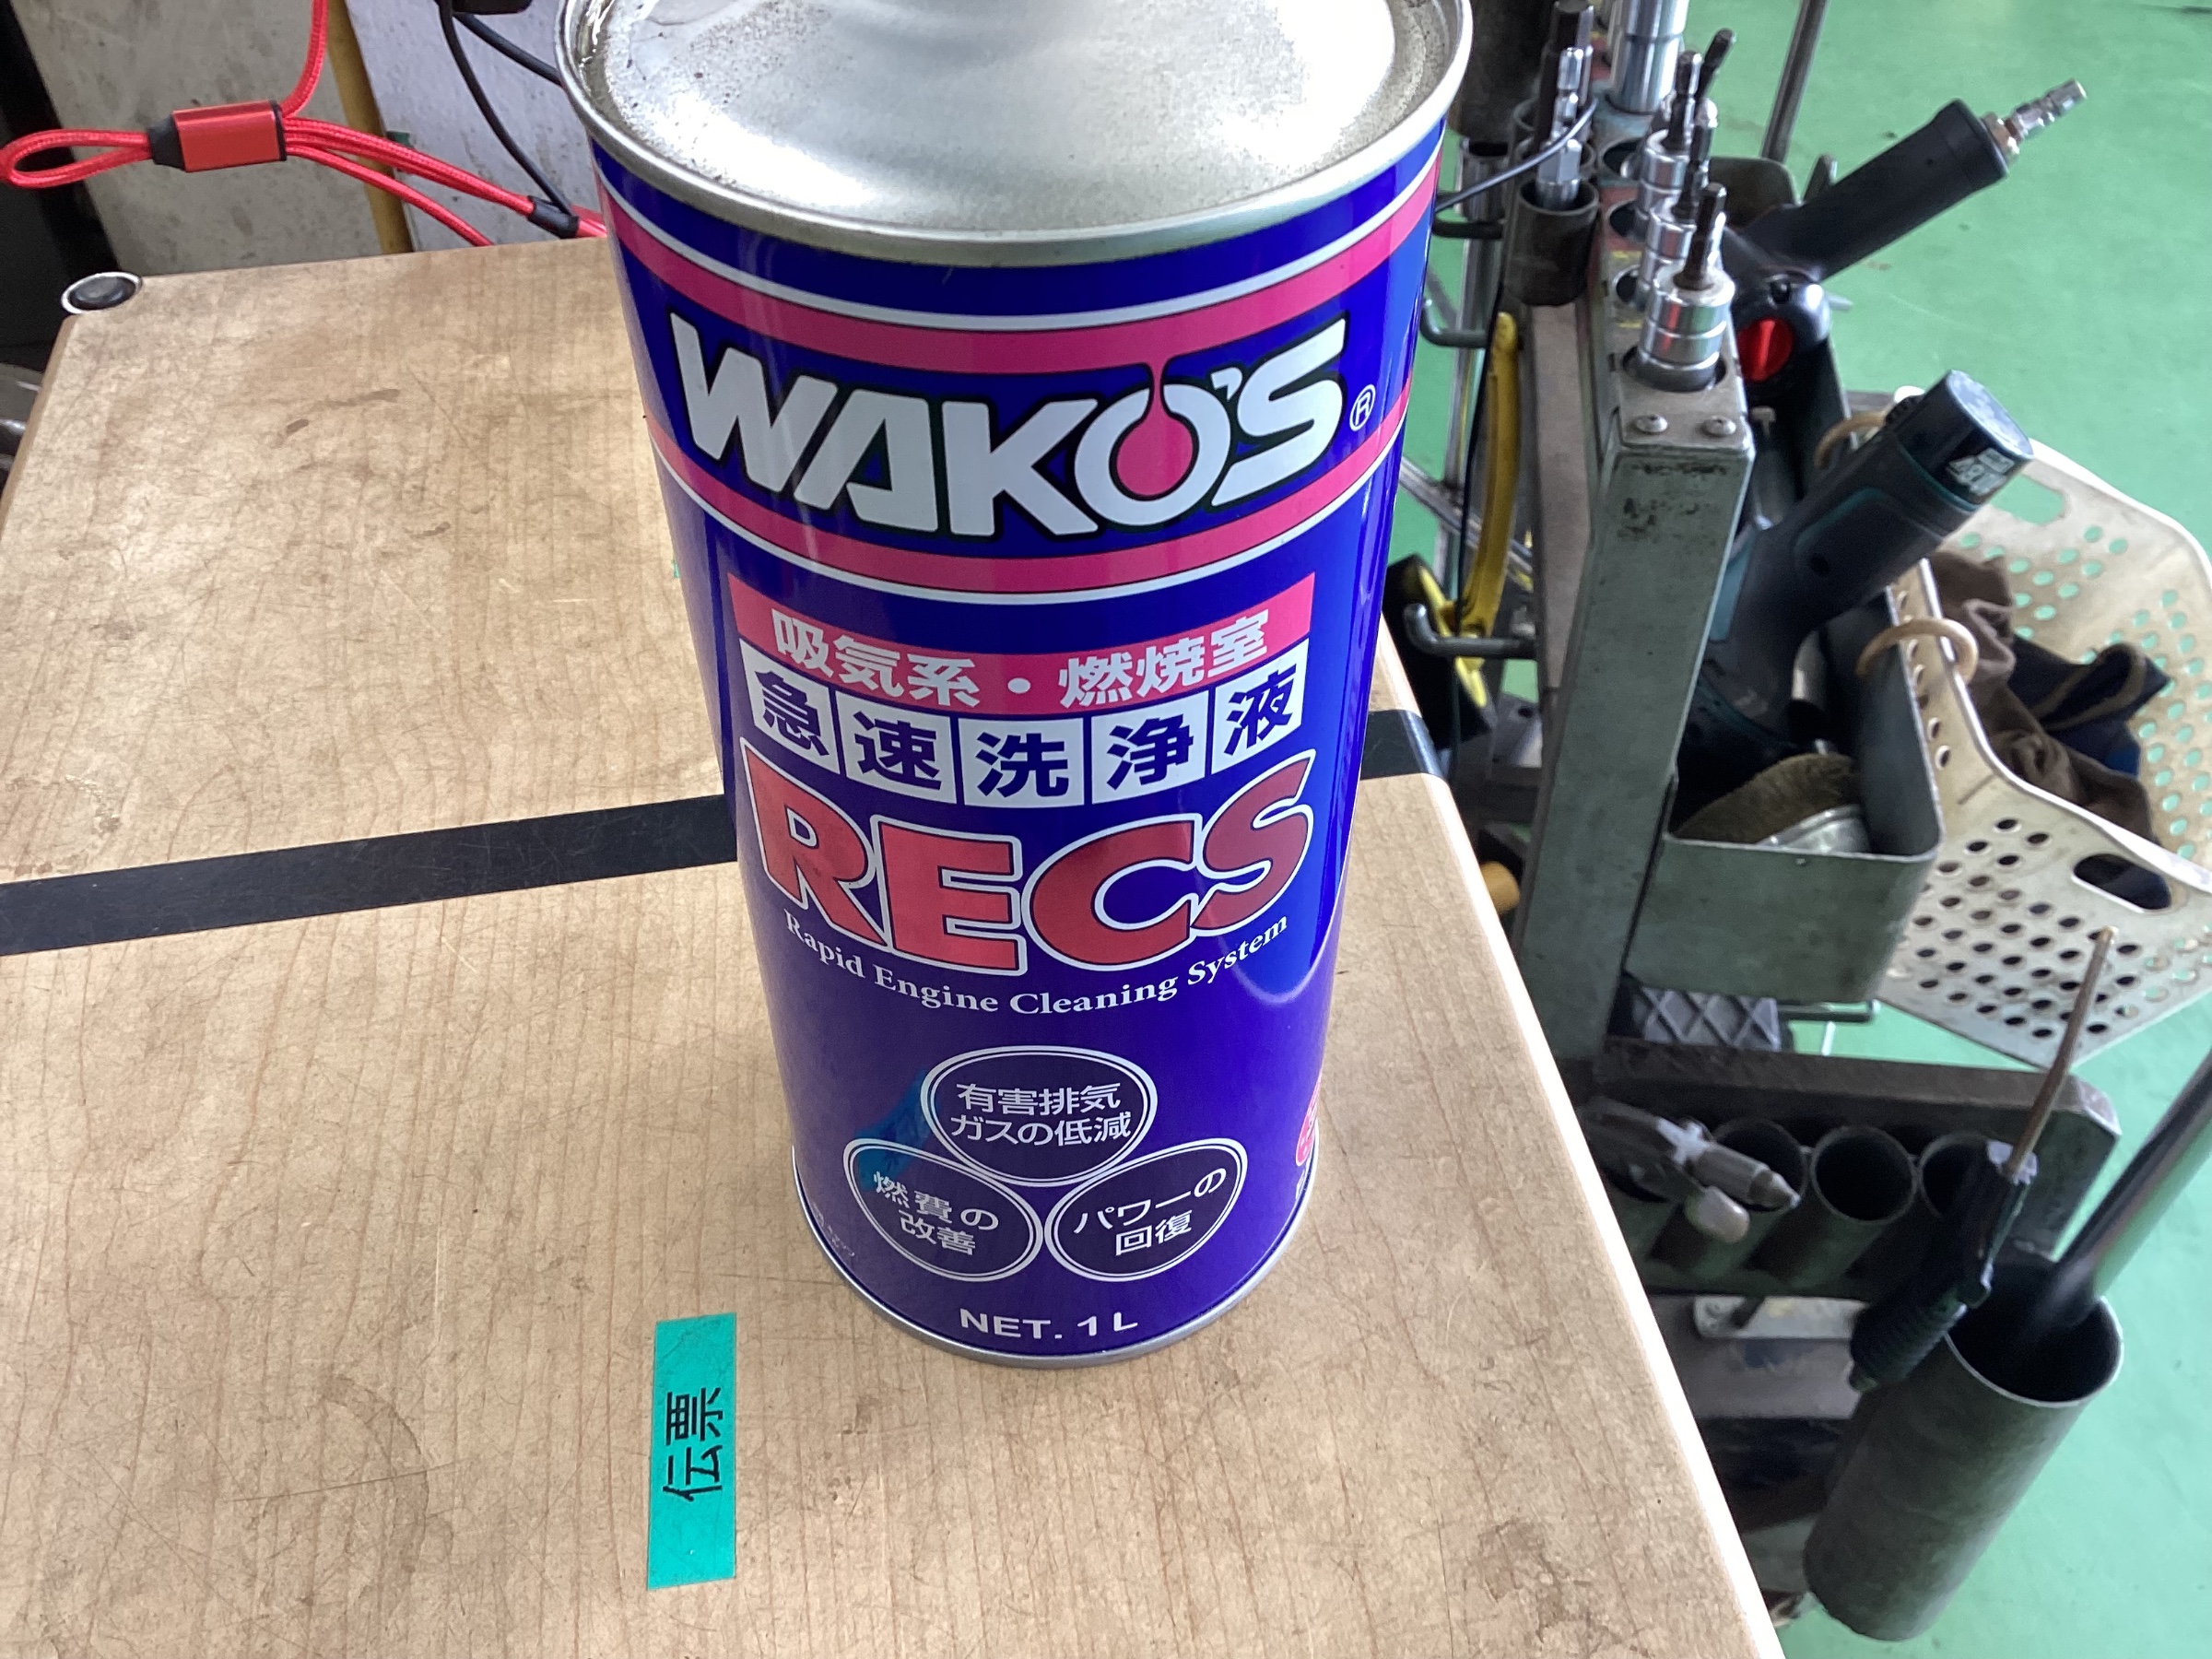 WAKO'S®
吸気系・燃焼室
急速洗浄液
RECS
Rapid Engine Cleaning System
有害排気
ガスの低減
燃費の
改善
パワーの
回復
NET. 1L
伝票